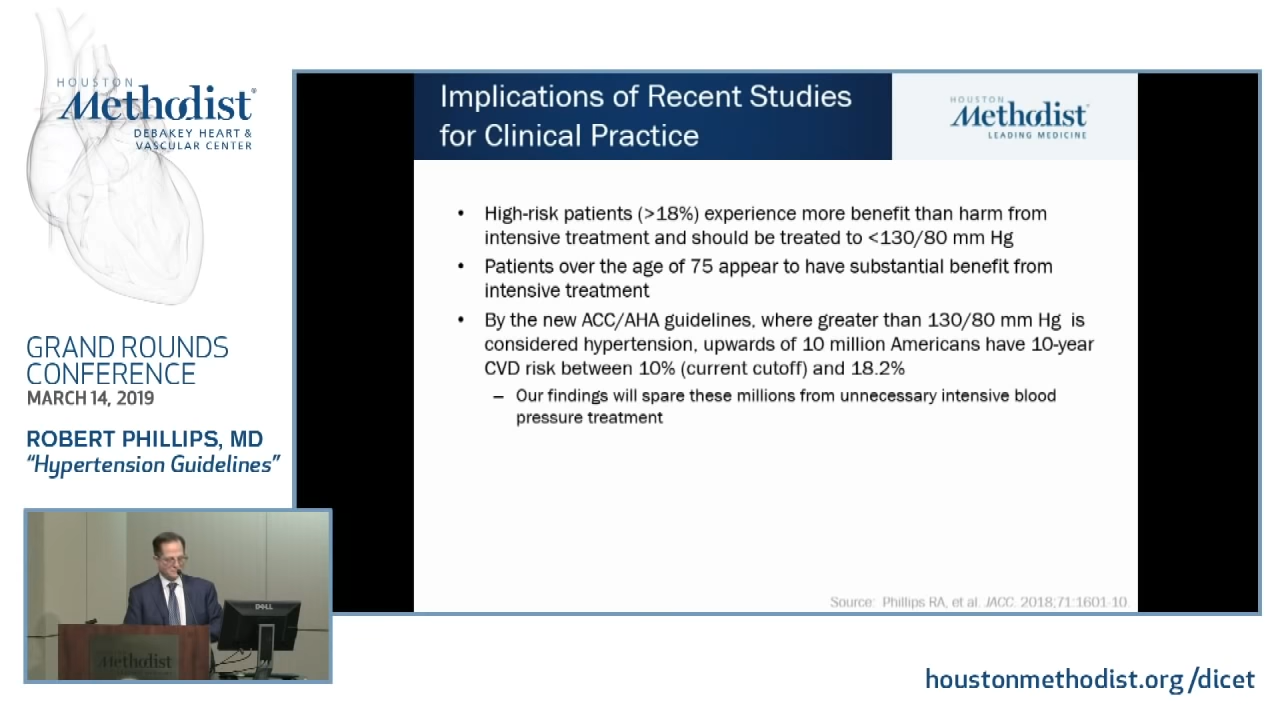 HOUSTON
Methodist®
DEBAKEY HEART &
VASCULAR CENTER
GRAND ROUNDS
CONFERENCE
MARCH 14, 2019
ROBERT PHILLIPS, MD
“Hypertension Guidelines”
Implications of Recent Studies
for Clinical Practice
HOUSTON
Methodist®
LEADING MEDICINE
• High-risk patients (>18%) experience more benefit than harm from
intensive treatment and should be treated to <130/80 mm Hg
• Patients over the age of 75 appear to have substantial benefit from
intensive treatment
• By the new ACC/AHA guidelines, where greater than 130/80 mm Hg is
considered hypertension, upwards of 10 million Americans have 10-year
CVD risk between 10% (current cutoff) and 18.2%
– Our findings will spare these millions from unnecessary intensive blood
pressure treatment
Source: Phillips RA, et al. JACC. 2018;71:1601-10.
DELL
Methodist
houstonmethodist.org/dicet